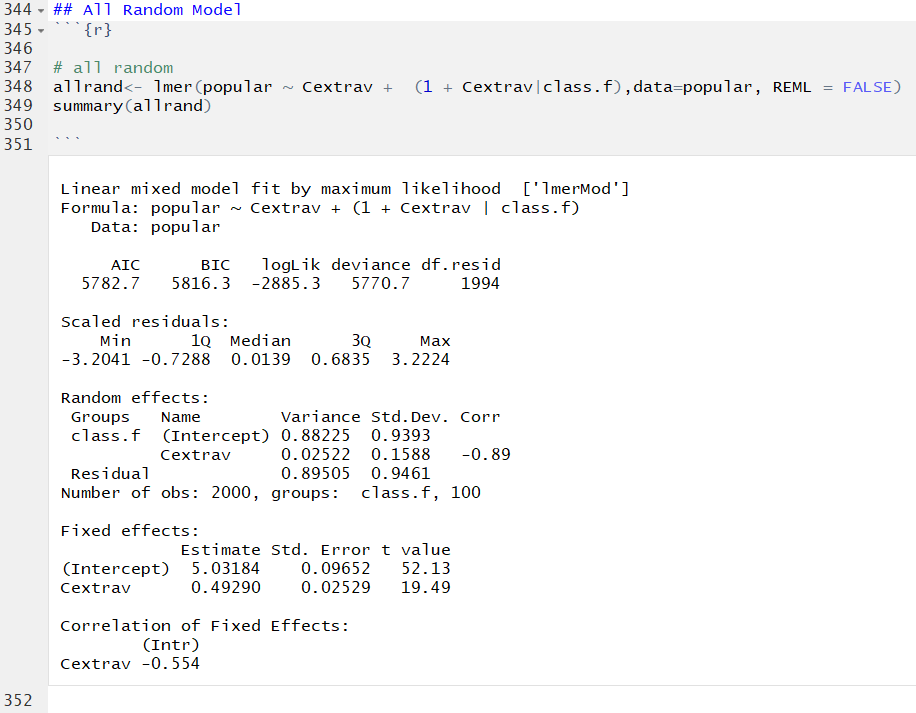 344 ## All Random Model
345 ```{r}
346
347 # all random
348 allrand<- lmer(popular ~ Cextrav +  (1 + Cextrav|class.f),data=popular, REML = FALSE)
349 summary(allrand)
350
351 ```
Linear mixed model fit by maximum likelihood  ['lmerMod']
Formula: popular ~ Cextrav + (1 + Cextrav | class.f)
   Data: popular
     AIC      BIC   logLik deviance df.resid
  5782.7   5816.3  -2885.3   5770.7     1994
Scaled residuals:
    Min      1Q  Median      3Q     Max
-3.2041 -0.7288  0.0139  0.6835  3.2224
Random effects:
 Groups   Name        Variance Std.Dev. Corr
 class.f  (Intercept) 0.88225  0.9393
          Cextrav     0.02522  0.1588   -0.89
 Residual             0.89505  0.9461
Number of obs: 2000, groups:  class.f, 100
Fixed effects:
            Estimate Std. Error t value
(Intercept)  5.03184    0.09652   52.13
Cextrav      0.49290    0.02529   19.49
Correlation of Fixed Effects:
        (Intr)
Cextrav -0.554
352